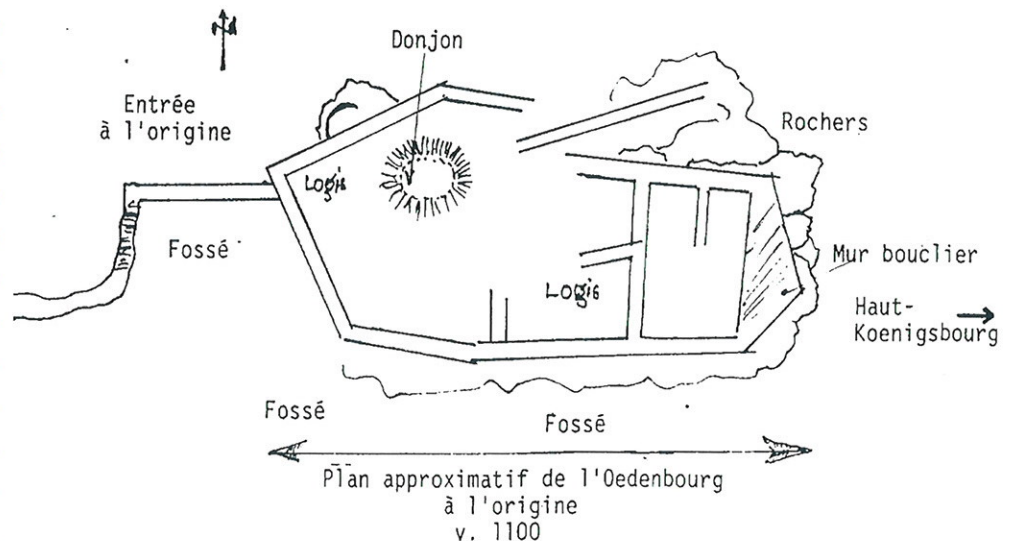 N
Donjon
Entrée
à l'origine
Rochers
Logis
Fossé
Mur bouclier
Logis
Haut-
Koenigsbourg
Fossé
Fossé
Plan approximatif de l'Oedenbourg
à l'origine
v. 1100